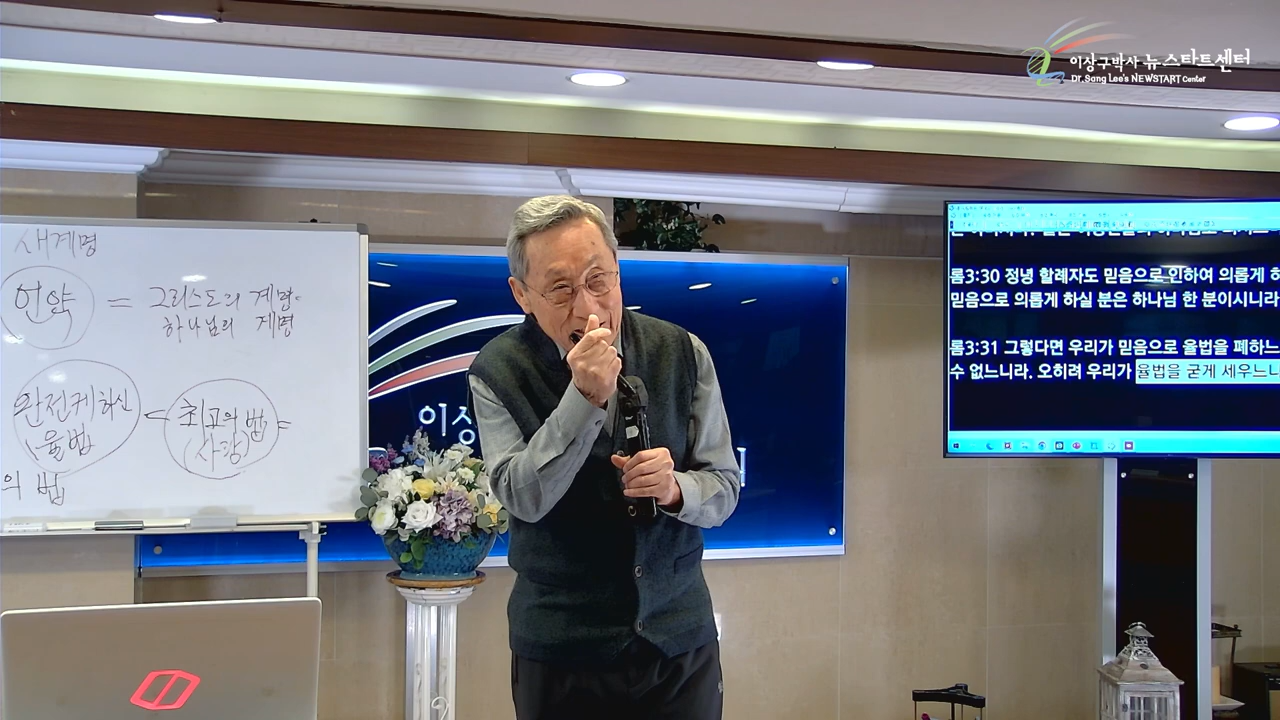 이상구박사 뉴스타트센터
Dr. Sang Lee's NEWSTART Center
새계명
언약 = 그리스도의 계명·
하나님의 계명
완전케하신
(율법
< 최고의 법 =
(사랑)
의 법
이상
롬3:30 정녕 할례자도 믿음으로 인하여 의롭게 하
믿음으로 의롭게 하실 분은 하나님 한 분이시니라
롬3:31 그렇다면 우리가 믿음으로 율법을 폐하느
수 없느니라. 오히려 우리가 율법을 굳게 세우느니